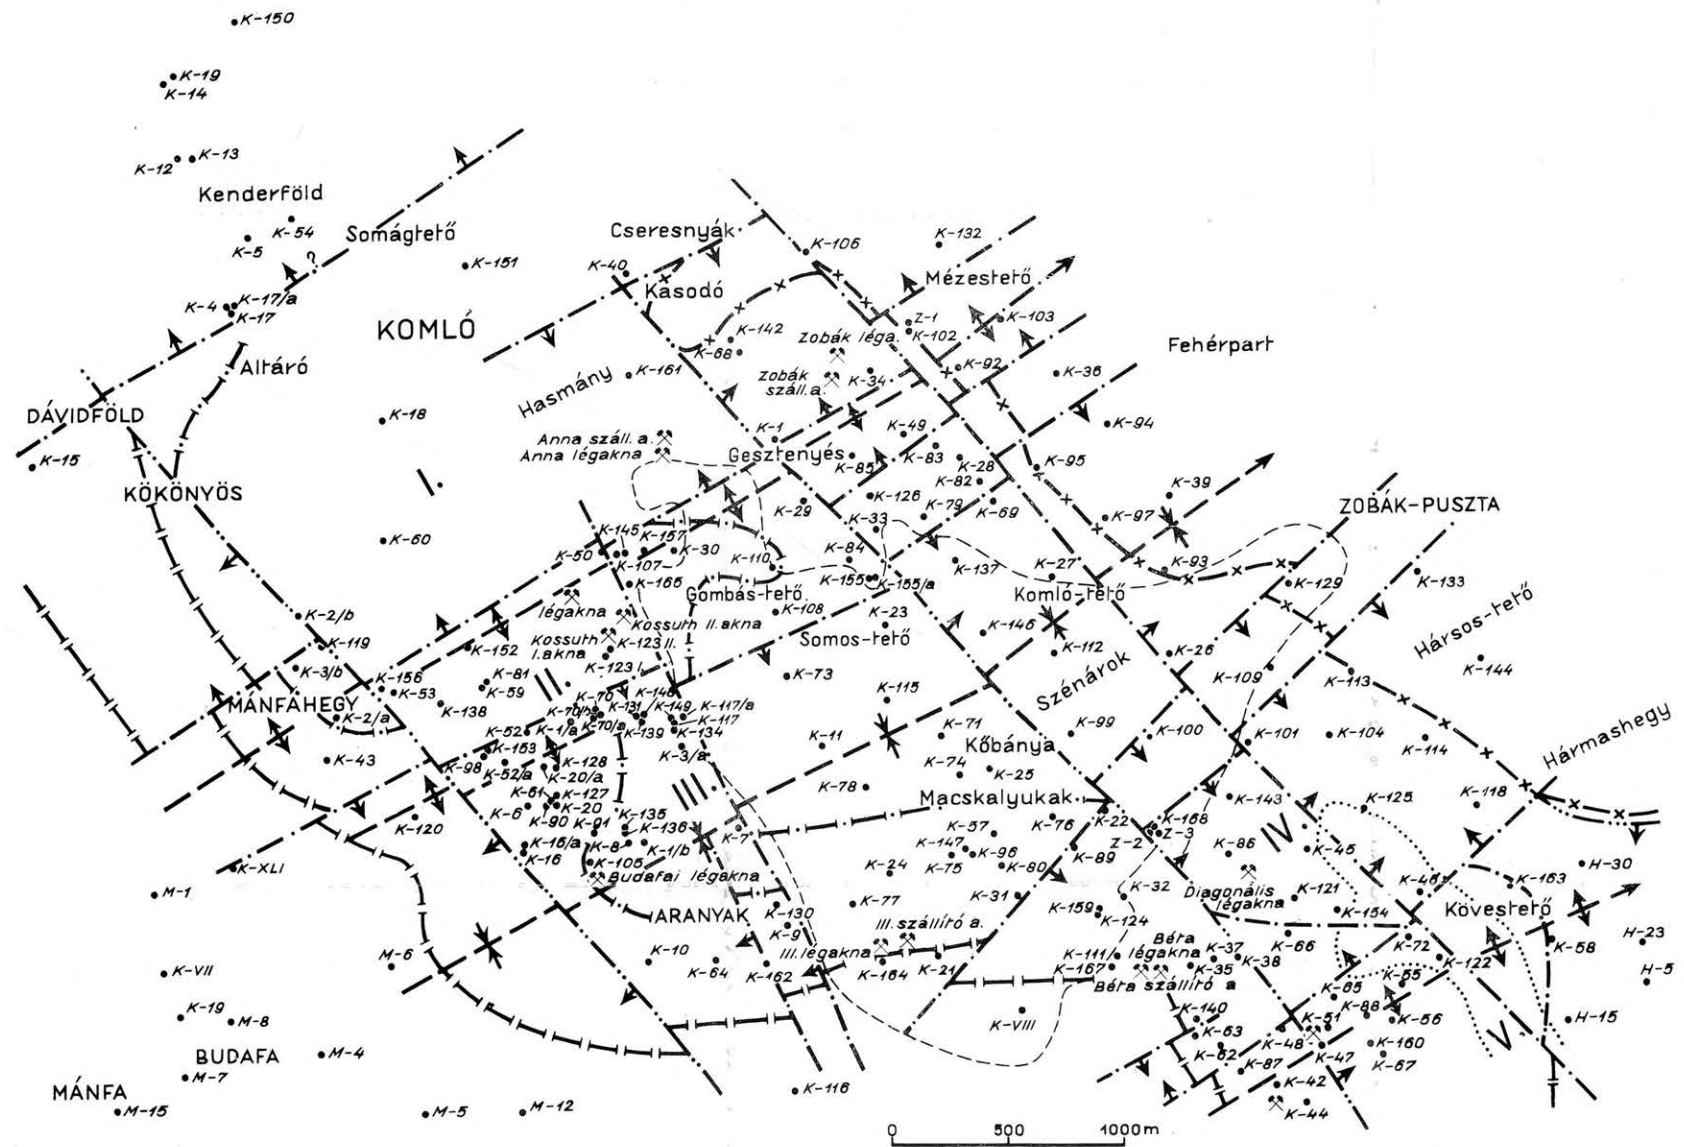 K-150
K-19
K-14
K-12
K-13
Kenderföld
K-54
K-5
Somágtető
?
K-151
K-4
K-17/a
K-17
KOMLÓ
Altáró
DÁVIDFÖLD
K-15
K-18
KÖKÖNYÖS
K-60
Cseresnyák
K-40
Kasodó
K-106
K-132
Mézestető
K-142
K-68
Zobák léga.
Z-1
K-102
K-103
K-161
Hasmány
Zobák
száll.a.
K-34
K-92
K-36
Fehérpart
K-94
Anna száll. a.
Anna légakna
K-1
Gesztenyés
K-49
K-85
K-83
K-28
K-82
K-95
K-126
K-79
K-69
K-29
K-33
K-39
K-97
ZOBÁK-PUSZTA
K-145
K-50
K-157
K-107
K-30
K-110
K-84
K-155
K-155/a
K-137
K-27
K-93
K-129
K-133
K-166
Gombás-tető
Komló-tető
légakna
Kossuth II. akna
K-108
K-23
K-146
K-2/b
K-119
K-152
Kossuth
I.akna
K-123 II.
K-123 I.
Somos-tető
K-112
K-26
Hársos-tető
K-144
K-3/b
K-156
K-53
K-81
K-59
II.
K-73
Szénárok
K-109
K-113
MÁNFAHEGY
K-2/a
K-138
K-70
K-70/b
K-70/a
K-131
K-148
K-149
K-139
K-117/a
K-117
K-134
K-115
K-71
K-99
K-100
K-101
K-104
K-114
Hármashegy
K-43
K-52
K-1/a
K-153
K-98
K-52/a
K-128
K-20/a
K-3/a
K-11
Kőbánya
K-74
K-25
K-61
K-127
K-6
K-20
K-90
III.
K-78
Macskalyukak
K-143
K-125
K-118
K-120
K-91
K-135
K-136
K-8
K-1/b
K-7
K-57
K-76
K-22
K-168
Z-3
Z-2
IV.
K-45
K-16/a
K-16
K-105
Budafai légakna
K-147
K-96
K-75
K-80
K-89
K-86
H-30
K-XLI
K-24
M-1
ARANYAK
K-130
K-77
K-31
K-32
K-159
K-124
Diagonális
légakna
K-121
K-154
K-46
K-163
Kövestető
K-9
III.szállító a.
III.légakna
K-10
K-64
K-162
K-164
K-21
K-111
K-167
Béta
légakna
Béta szállító a
K-37
K-35
K-38
K-66
K-72
K-122
K-58
H-23
H-5
M-6
K-VII
K-55
K-65
K-19
M-8
K-VIII
K-140
K-63
K-62
K-51
K-48
K-88
K-56
V.
H-15
BUDAFA
M-4
M-7
K-47
K-160
K-67
K-87
K-42
K-44
MÁNFA
M-15
M-5
M-12
K-116
0 500 1000m